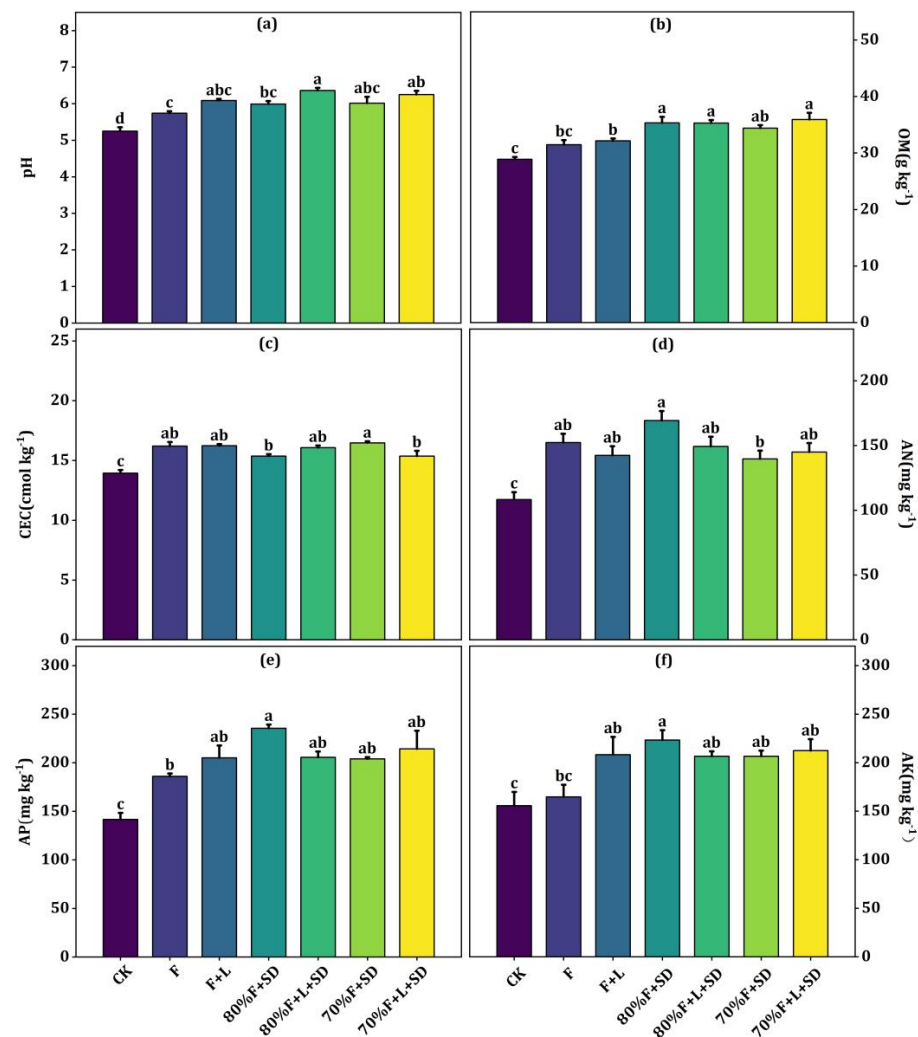 (a)
8
7
6
5
4
3
2
1
0
pH
d
c
abc
bc
a
abc
ab
(b)
50
40
30
20
10
0
OM(g kg⁻¹)
c
bc
b
a
a
ab
a
(c)
25
20
15
10
5
0
CEC(cmol kg⁻¹)
c
ab
ab
b
ab
a
b
(d)
200
150
100
50
0
AN(mg kg⁻¹)
c
ab
ab
a
ab
b
ab
(e)
300
250
200
150
100
50
0
AP(mg kg⁻¹)
c
b
ab
a
ab
ab
ab
(f)
300
250
200
150
100
50
0
AK(mg kg⁻¹)
c
bc
ab
a
ab
ab
ab
CK
F
F+L
80%F+SD
80%F+L+SD
70%F+SD
70%F+L+SD
CK
F
F+L
80%F+SD
80%F+L+SD
70%F+SD
70%F+L+SD